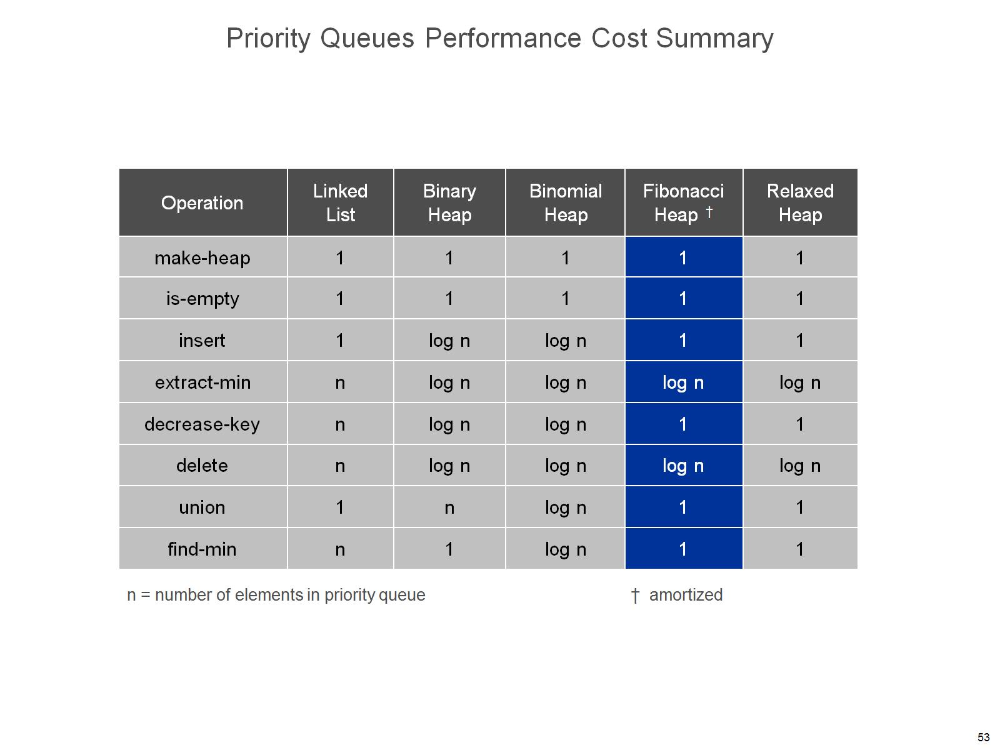 Priority Queues Performance Cost Summary
Operation Linked List Binary Heap Binomial Heap Fibonacci Heap † Relaxed Heap
make-heap 1 1 1 1 1
is-empty 1 1 1 1 1
insert 1 log n log n 1 1
extract-min n log n log n log n log n
decrease-key n log n log n 1 1
delete n log n log n log n log n
union 1 n log n 1 1
find-min n 1 log n 1 1
n = number of elements in priority queue † amortized
53